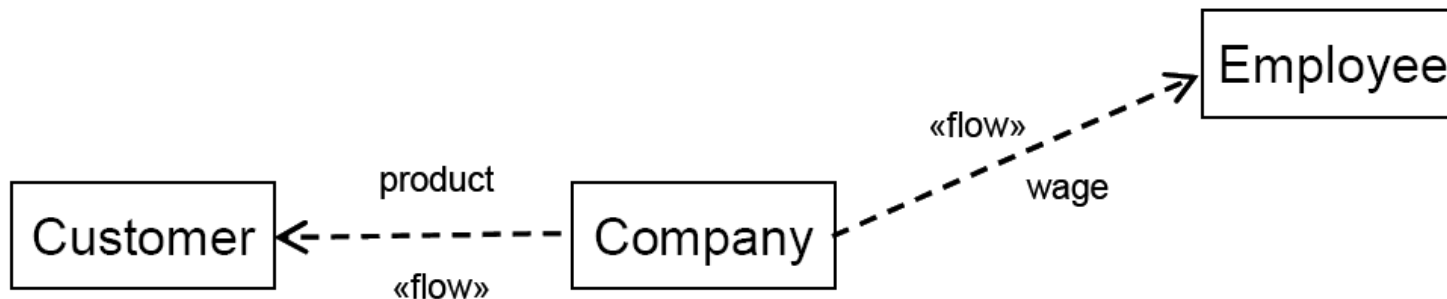 Employee
«flow»
wage
product
Customer
Company
«flow»